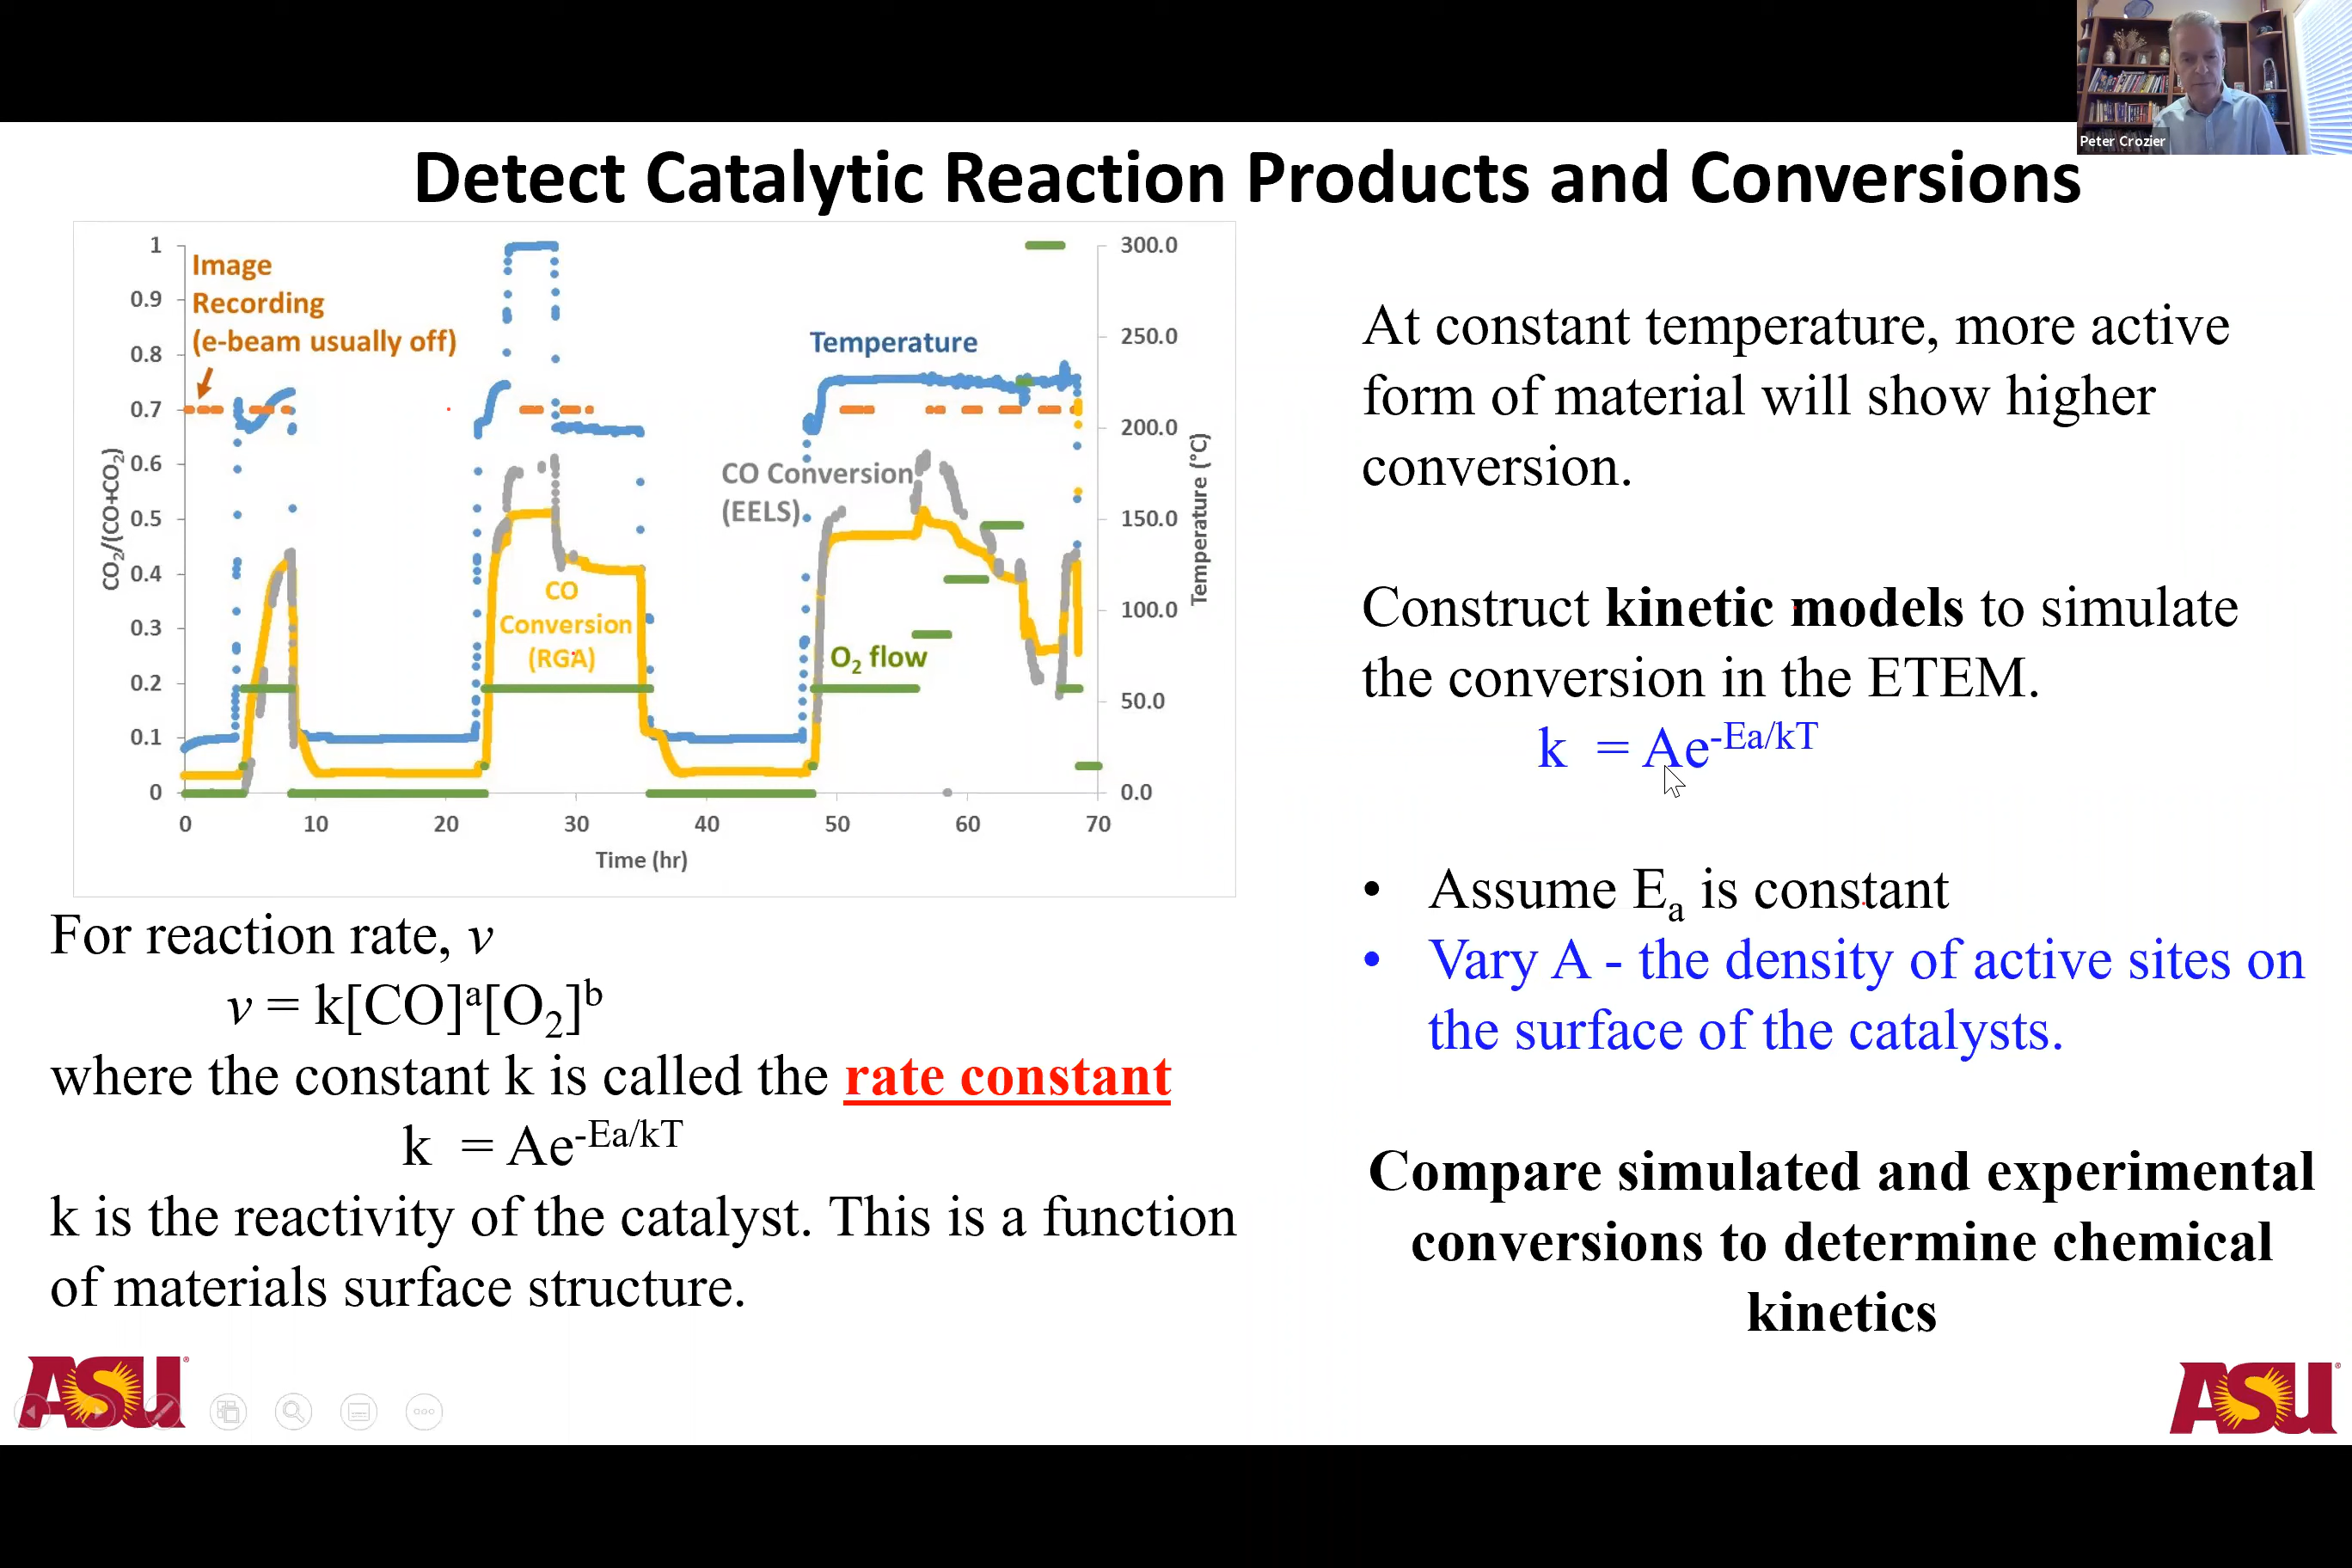 Peter Crozier
Detect Catalytic Reaction Products and Conversions
Image
Recording
(e-beam usually off)
Temperature
CO Conversion
(EELS)
CO
Conversion
(RGA)
O₂ flow
CO₂/(CO+CO₂)
1
0.9
0.8
0.7
0.6
0.5
0.4
0.3
0.2
0.1
0
300.0
250.0
200.0
150.0
100.0
50.0
0.0
Temperature (°C)
0 10 20 30 40 50 60 70
Time (hr)
For reaction rate, v
v = k[CO]ᵃ[O₂]ᵇ
where the constant k is called the rate constant
k = Ae^-Ea/kT
k is the reactivity of the catalyst. This is a function
of materials surface structure.
At constant temperature, more active
form of material will show higher
conversion.
Construct kinetic models to simulate
the conversion in the ETEM.
k = Ae^-Ea/kT
• Assume Eₐ is constant
• Vary A - the density of active sites on
the surface of the catalysts.
Compare simulated and experimental
conversions to determine chemical
kinetics
ASU
ASU